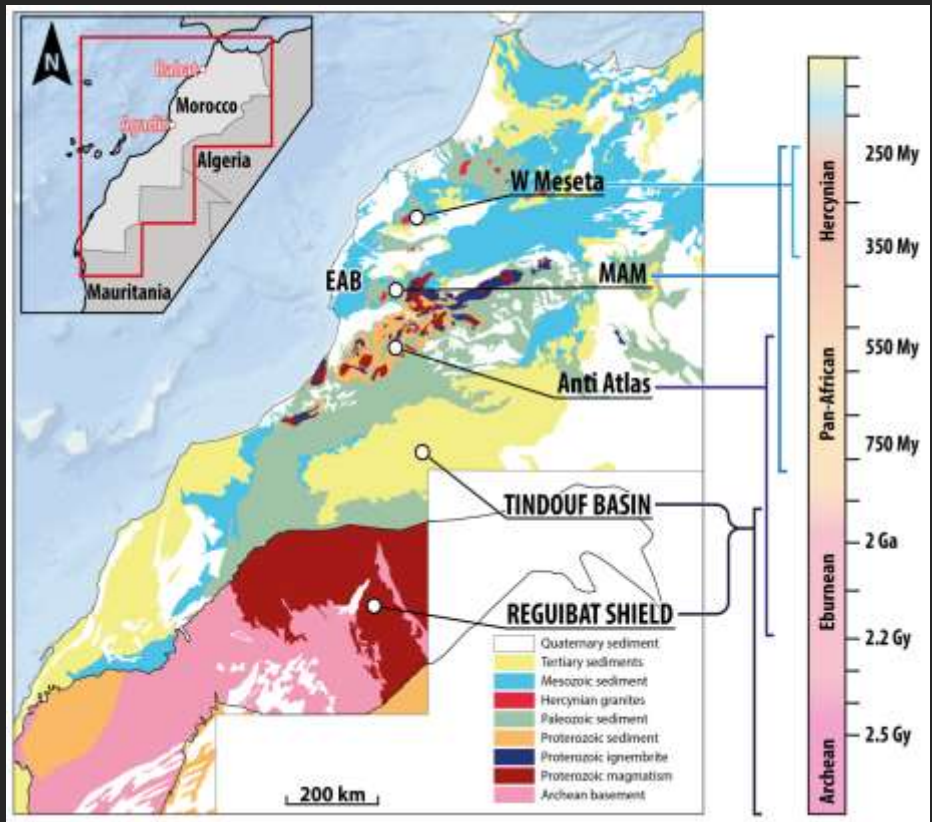 N
Rabat
Morocco
Agadir
Algeria
Mauritania
W Meseta
EAB
MAM
Anti Atlas
TINDOUF BASIN
REGUIBAT SHIELD
Quaternary sediment
Tertiary sediments
Mesozoic sediment
Hercynian granites
Paleozoic sediment
Proterozoic sediment
Proterozoic ignembrite
Proterozoic magmatism
Archean basement
200 km
Hercynian
Pan-African
Eburnean
Archean
250 My
350 My
550 My
750 My
2 Ga
2.2 Gy
2.5 Gy